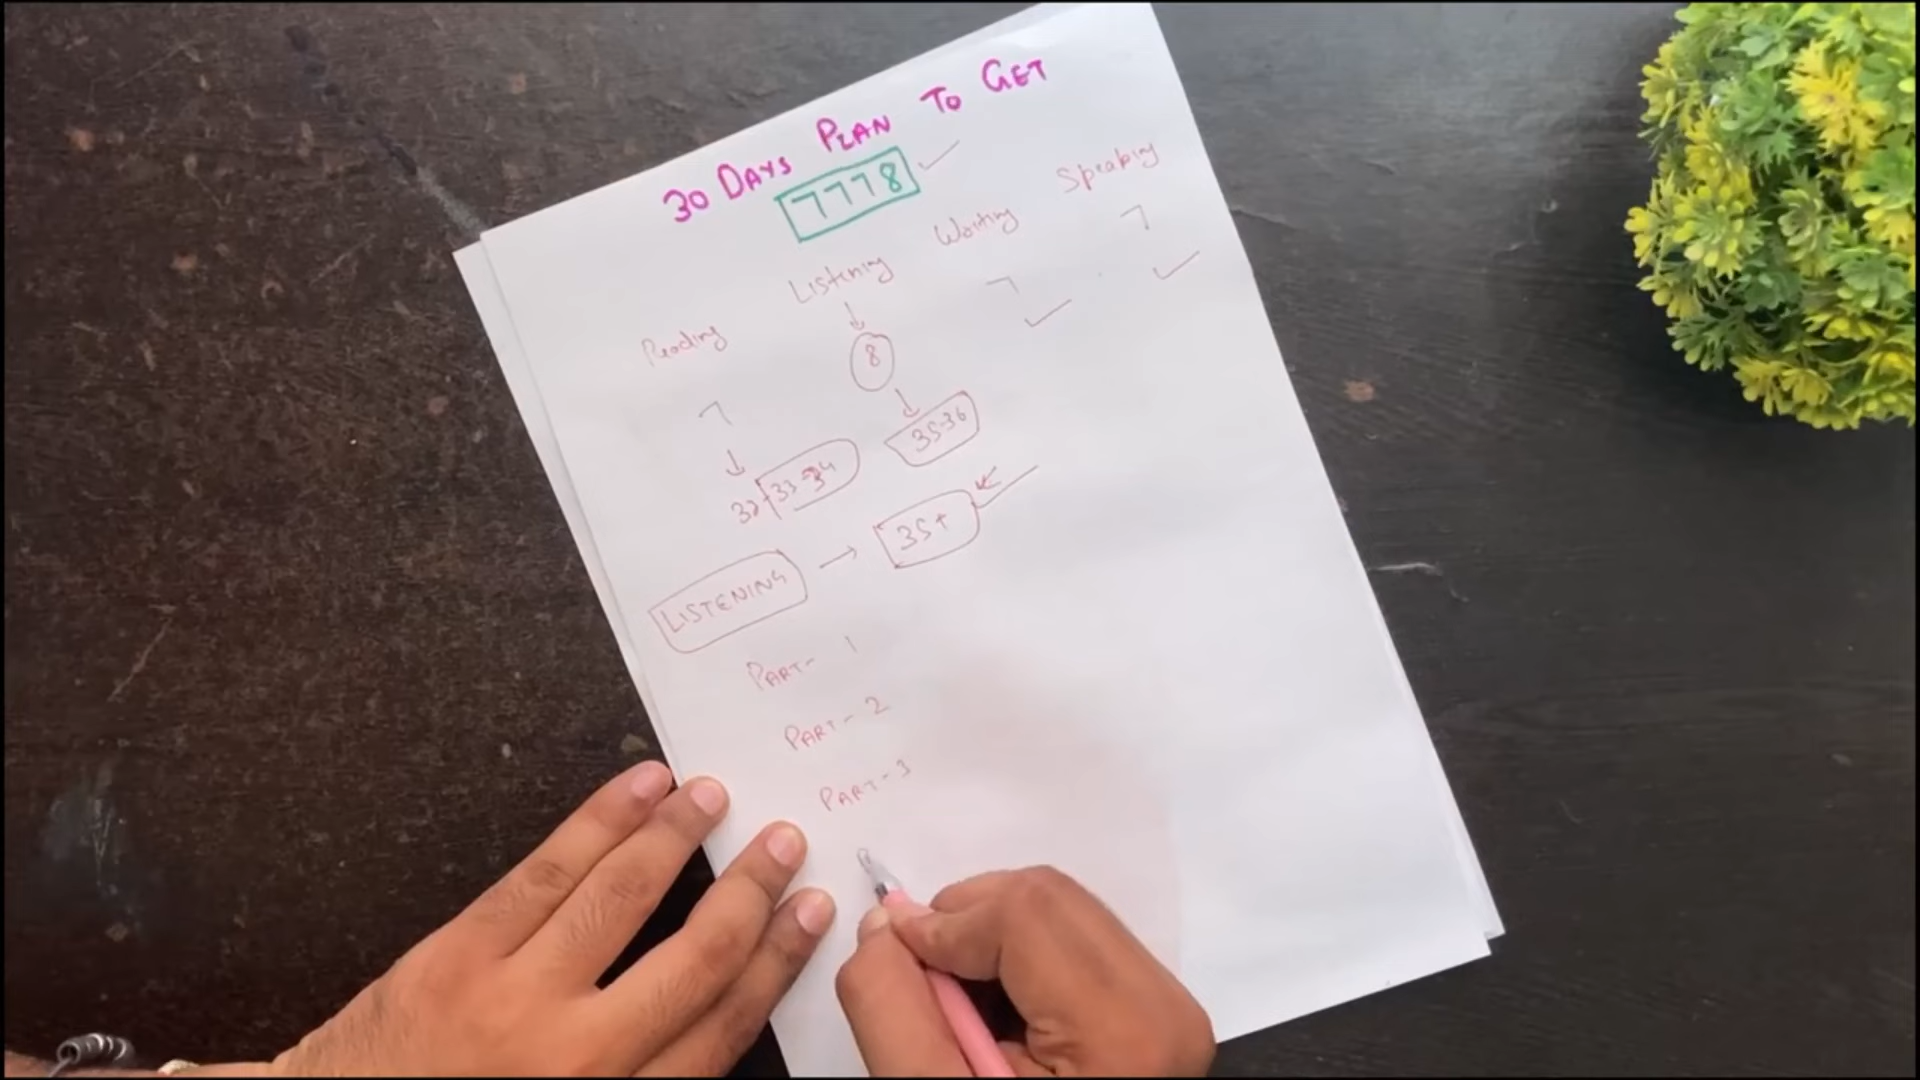 30 DAYS PLAN TO GET
7778
Reading Listening Writing Speaking
7 8 7 7
33-34 35-36
LISTENING → 35+
PART- 1
PART- 2
PART- 3